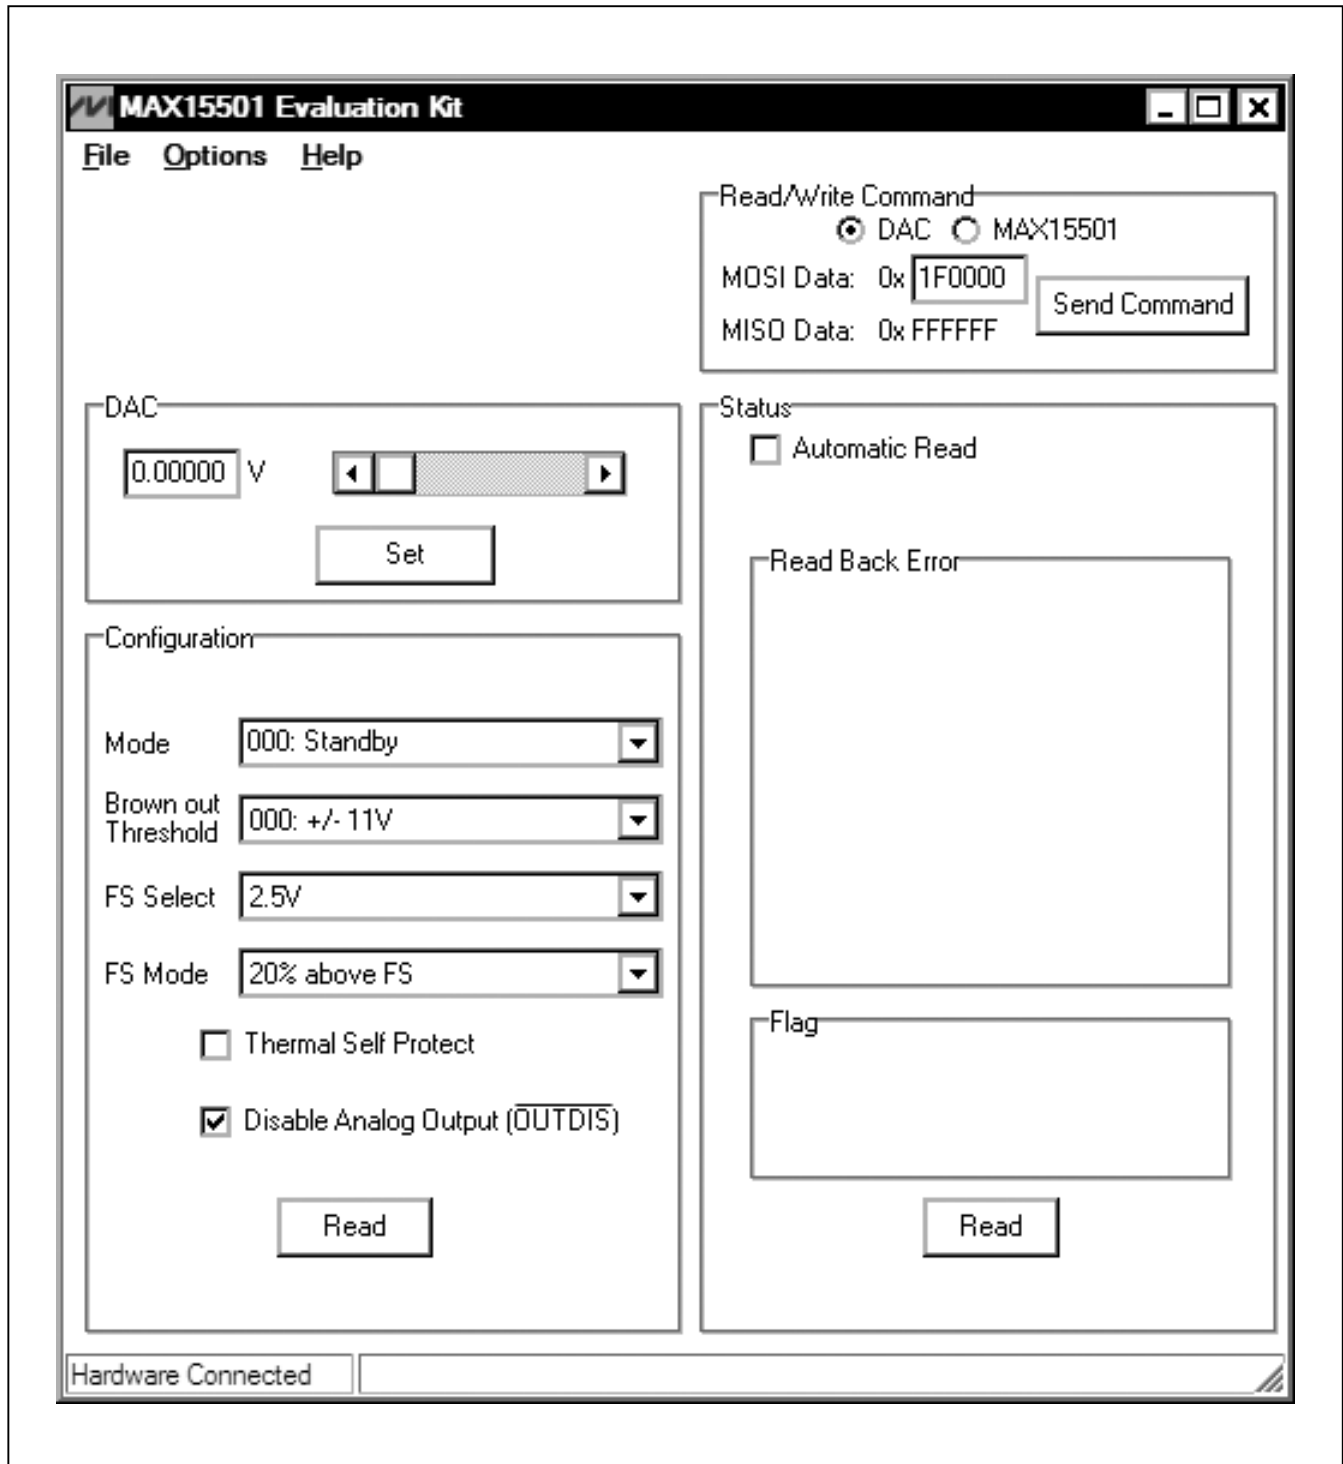 MAX15501 Evaluation Kit
File Options Help
Read/Write Command
DAC MAX15501
MOSI Data: 0x 1F0000
Send Command
MISO Data: 0x FFFFFF
DAC
0.00000 V
Set
Configuration
Mode 000: Standby
Brown out
Threshold 000: +/- 11V
FS Select 2.5V
FS Mode 20% above FS
Thermal Self Protect
Disable Analog Output (OUTDIS)
Read
Status
Automatic Read
Read Back Error
Flag
Read
Hardware Connected